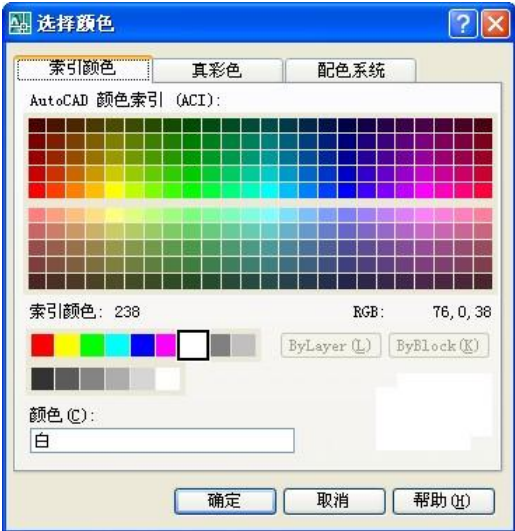 选择颜色
索引颜色 真彩色 配色系统
AutoCAD 颜色索引 (ACI):
索引颜色: 238 RGB: 76,0,38
ByLayer(L) ByBlock(K)
颜色(C):
白
确定 取消 帮助(H)